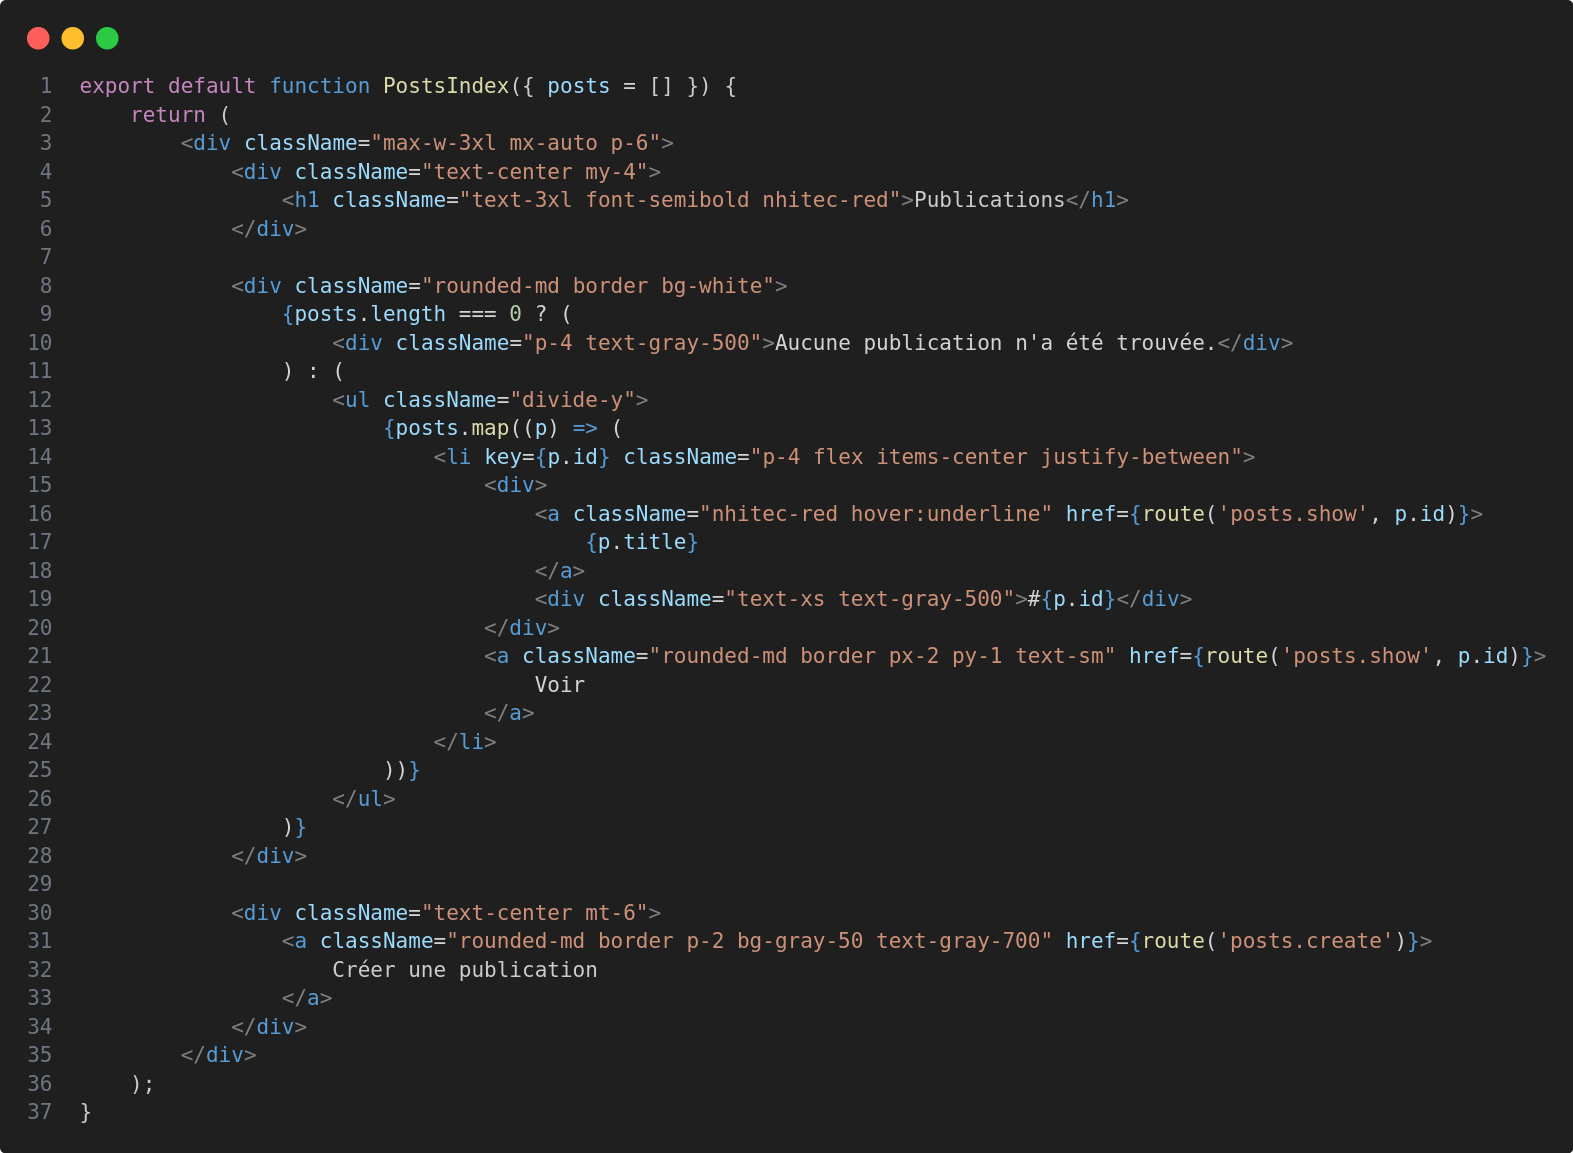 1 export default function PostsIndex({ posts = [] }) {
2     return (
3         <div className="max-w-3xl mx-auto p-6">
4             <div className="text-center my-4">
5                 <h1 className="text-3xl font-semibold nhitec-red">Publications</h1>
6             </div>
7
8             <div className="rounded-md border bg-white">
9                 {posts.length === 0 ? (
10                     <div className="p-4 text-gray-500">Aucune publication n'a été trouvée.</div>
11                 ) : (
12                     <ul className="divide-y">
13                         {posts.map((p) => (
14                             <li key={p.id} className="p-4 flex items-center justify-between">
15                                 <div>
16                                     <a className="nhitec-red hover:underline" href={route('posts.show', p.id)}>
17                                         {p.title}
18                                     </a>
19                                     <div className="text-xs text-gray-500">#{p.id}</div>
20                                 </div>
21                                 <a className="rounded-md border px-2 py-1 text-sm" href={route('posts.show', p.id)}>
22                                     Voir
23                                 </a>
24                             </li>
25                         ))}
26                     </ul>
27                 )}
28             </div>
29
30             <div className="text-center mt-6">
31                 <a className="rounded-md border p-2 bg-gray-50 text-gray-700" href={route('posts.create')}>
32                     Créer une publication
33                 </a>
34             </div>
35         </div>
36     );
37 }